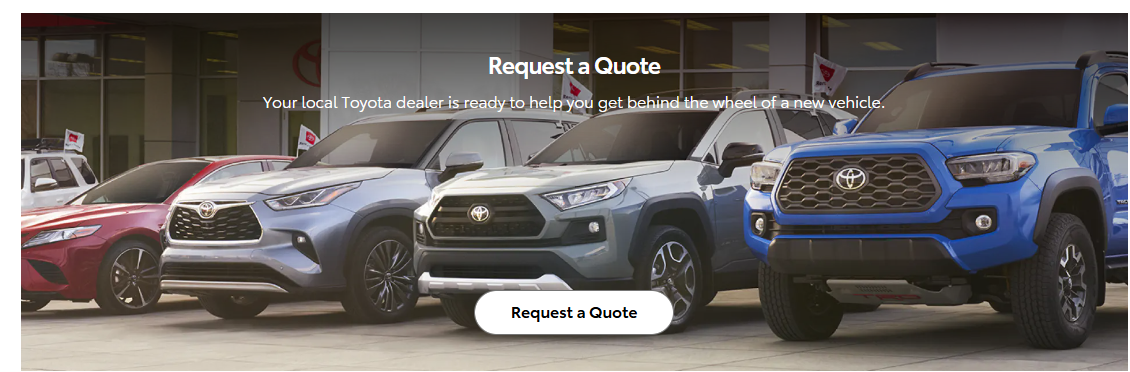 Request a Quote
Your local Toyota dealer is ready to help you get behind the wheel of a new vehicle.
TRD
Request a Quote